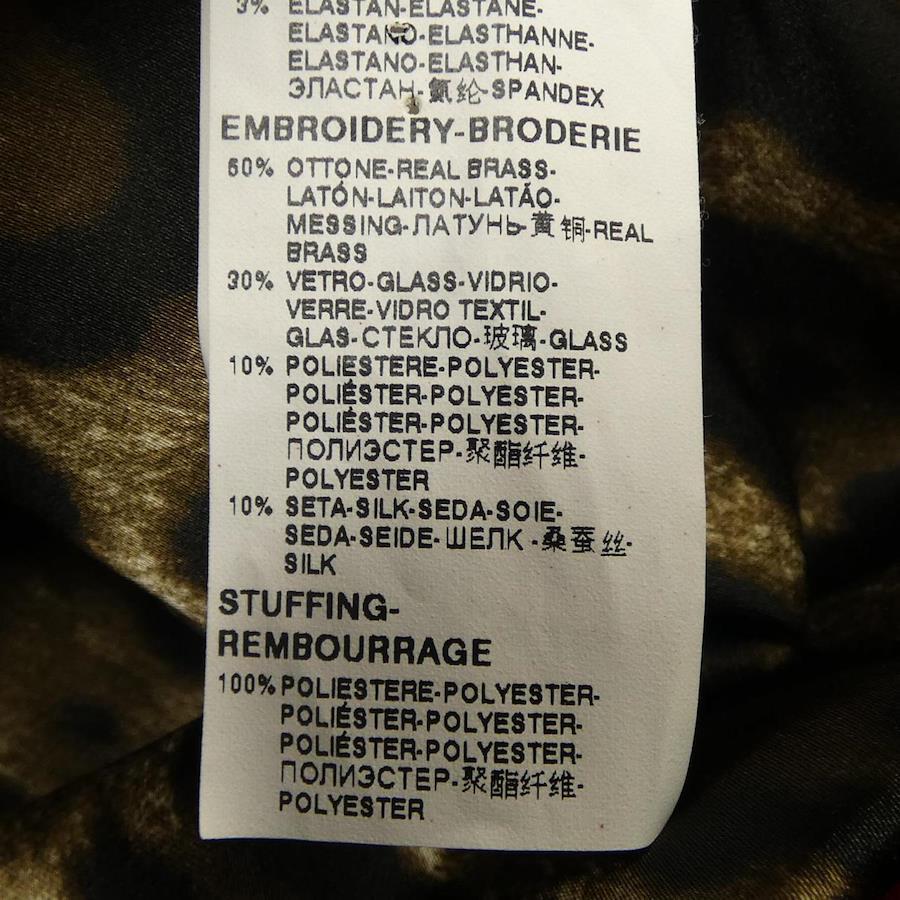 3% ELASTAN-ELASTANE-
ELASTANO-ELASTHANNE-
ELASTANO-ELASTHAN-
ЭЛАСТАН-氨纶-SPANDEX
EMBROIDERY-BRODERIE
50% OTTONE-REAL BRASS-
LATÓN-LAITON-LATÃO-
MESSING-ЛАТУНЬ-黄铜-REAL
BRASS
30% VETRO-GLASS-VIDRIO-
VERRE-VIDRO TEXTIL-
GLAS-СТЕКЛО-玻璃-GLASS
10% POLIESTERE-POLYESTER-
POLIÉSTER-POLYESTER-
POLIÉSTER-POLYESTER-
ПОЛИЭСТЕР-聚酯纤维-
POLYESTER
10% SETA-SILK-SEDA-SOIE-
SEDA-SEIDE-ШЕЛК-桑蚕丝-
SILK
STUFFING-
REMBOURRAGE
100% POLIESTERE-POLYESTER-
POLIÉSTER-POLYESTER-
POLIÉSTER-POLYESTER-
ПОЛИЭСТЕР-聚酯纤维-
POLYESTER